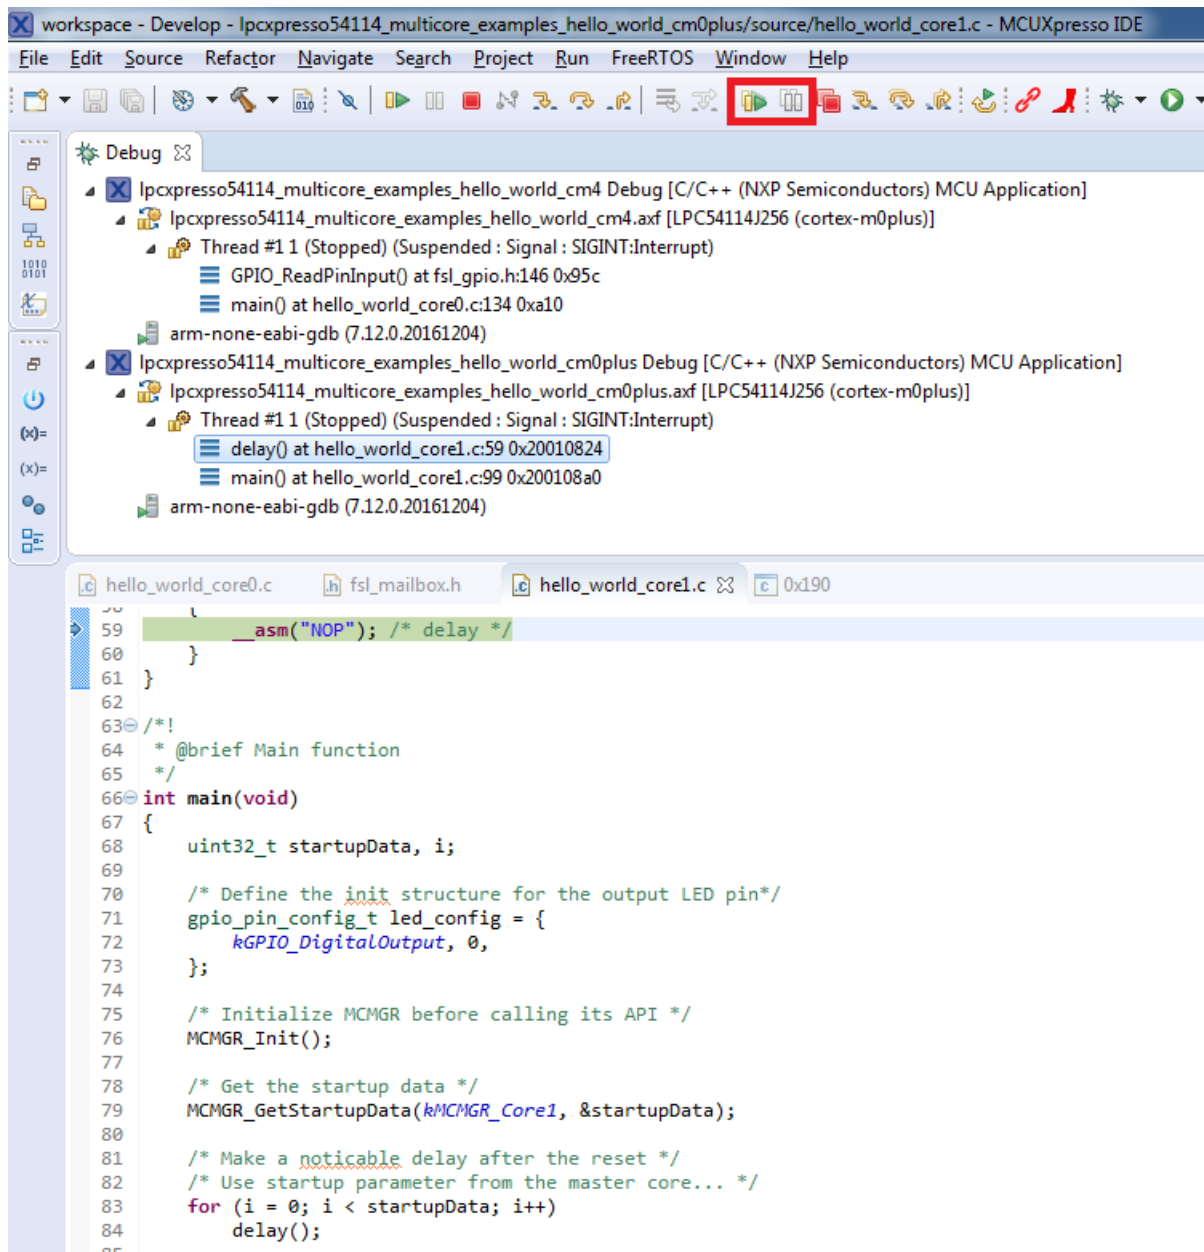 workspace - Develop - lpcxpresso54114_multicore_examples_hello_world_cm0plus/source/hello_world_core1.c - MCUXpresso IDE
File Edit Source Refactor Navigate Search Project Run FreeRTOS Window Help
Debug
lpcxpresso54114_multicore_examples_hello_world_cm4 Debug [C/C++ (NXP Semiconductors) MCU Application]
lpcxpresso54114_multicore_examples_hello_world_cm4.axf [LPC54114J256 (cortex-m0plus)]
Thread #1 1 (Stopped) (Suspended : Signal : SIGINT:Interrupt)
GPIO_ReadPinInput() at fsl_gpio.h:146 0x95c
main() at hello_world_core0.c:134 0xa10
arm-none-eabi-gdb (7.12.0.20161204)
lpcxpresso54114_multicore_examples_hello_world_cm0plus Debug [C/C++ (NXP Semiconductors) MCU Application]
lpcxpresso54114_multicore_examples_hello_world_cm0plus.axf [LPC54114J256 (cortex-m0plus)]
Thread #1 1 (Stopped) (Suspended : Signal : SIGINT:Interrupt)
delay() at hello_world_core1.c:59 0x20010824
main() at hello_world_core1.c:99 0x200108a0
arm-none-eabi-gdb (7.12.0.20161204)
hello_world_core0.c fsl_mailbox.h hello_world_core1.c 0x190
58 {
59 __asm("NOP"); /* delay */
60 }
61 }
62
63 /*!
64 * @brief Main function
65 */
66 int main(void)
67 {
68 uint32_t startupData, i;
69
70 /* Define the init structure for the output LED pin*/
71 gpio_pin_config_t led_config = {
72 kGPIO_DigitalOutput, 0,
73 };
74
75 /* Initialize MCMGR before calling its API */
76 MCMGR_Init();
77
78 /* Get the startup data */
79 MCMGR_GetStartupData(kMCMGR_Core1, &startupData);
80
81 /* Make a noticable delay after the reset */
82 /* Use startup parameter from the master core... */
83 for (i = 0; i < startupData; i++)
84 delay();